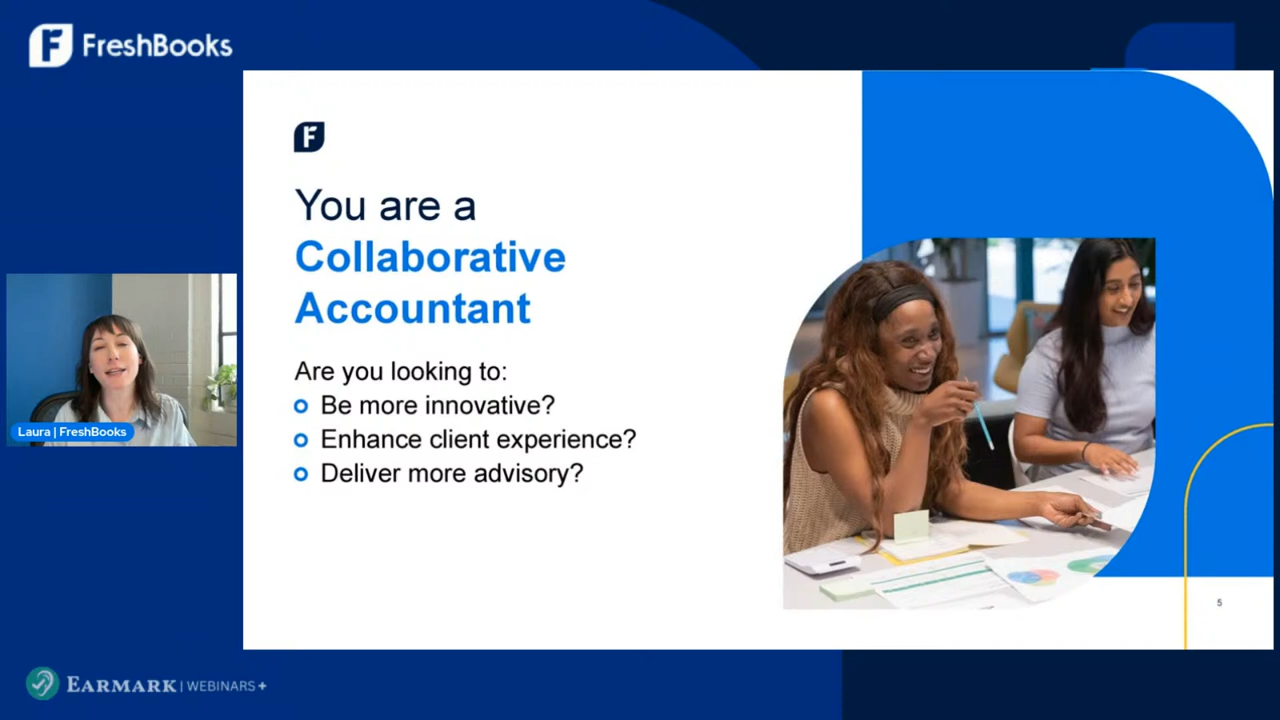 FreshBooks
You are a
Collaborative
Accountant
Are you looking to:
Be more innovative?
Enhance client experience?
Deliver more advisory?
Laura | FreshBooks
5
EARMARK | WEBINARS +